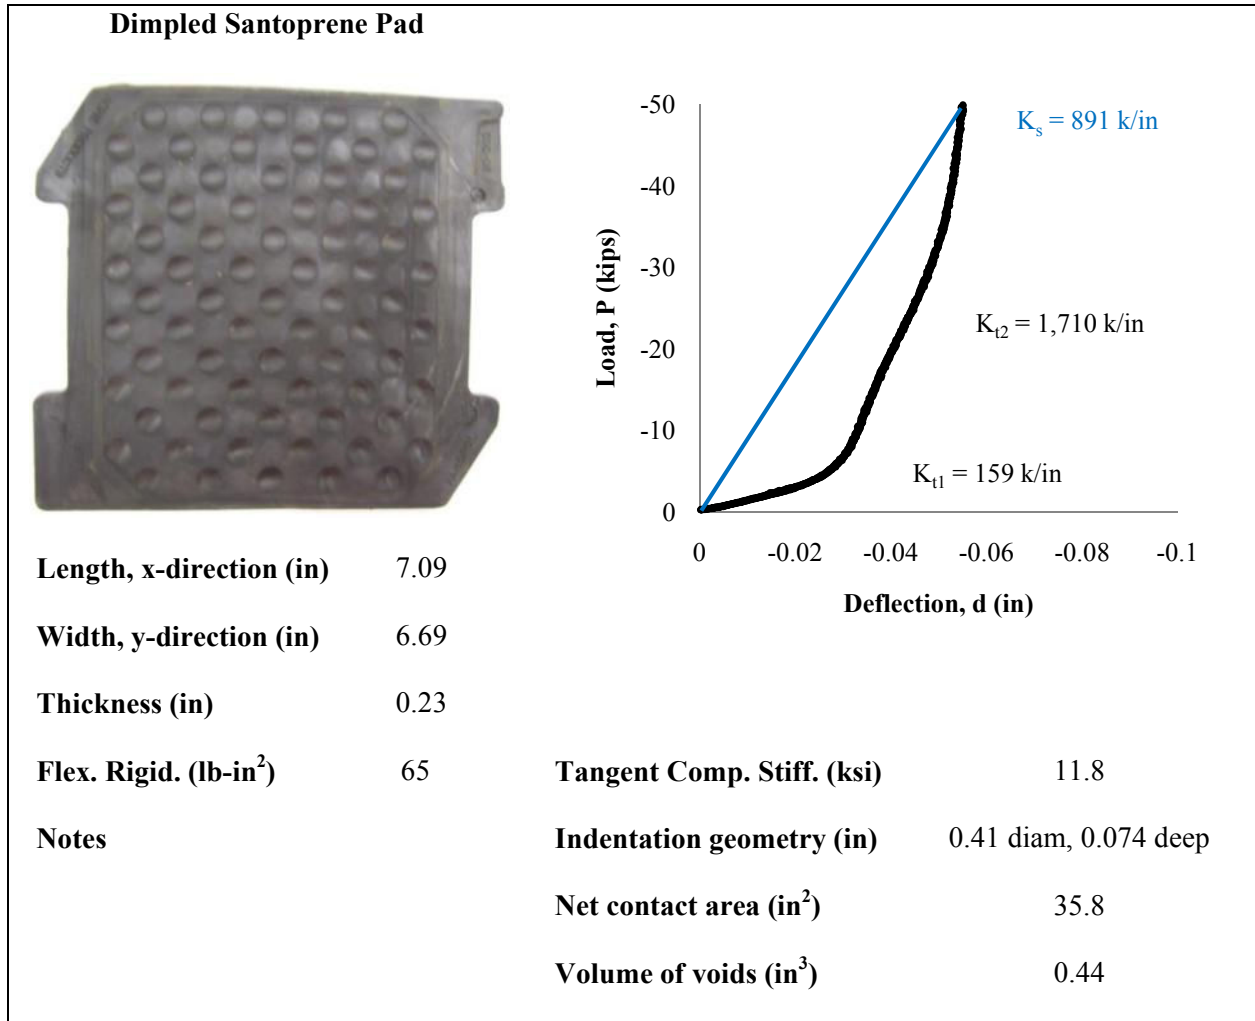 Dimpled Santoprene Pad
-50
-40
-30
-20
-10
0
Load, P (kips)
K_s = 891 k/in
K_t2 = 1,710 k/in
K_t1 = 159 k/in
0 -0.02 -0.04 -0.06 -0.08 -0.1
Deflection, d (in)
Length, x-direction (in) 7.09
Width, y-direction (in) 6.69
Thickness (in) 0.23
Flex. Rigid. (lb-in²) 65
Notes
Tangent Comp. Stiff. (ksi) 11.8
Indentation geometry (in) 0.41 diam, 0.074 deep
Net contact area (in²) 35.8
Volume of voids (in³) 0.44